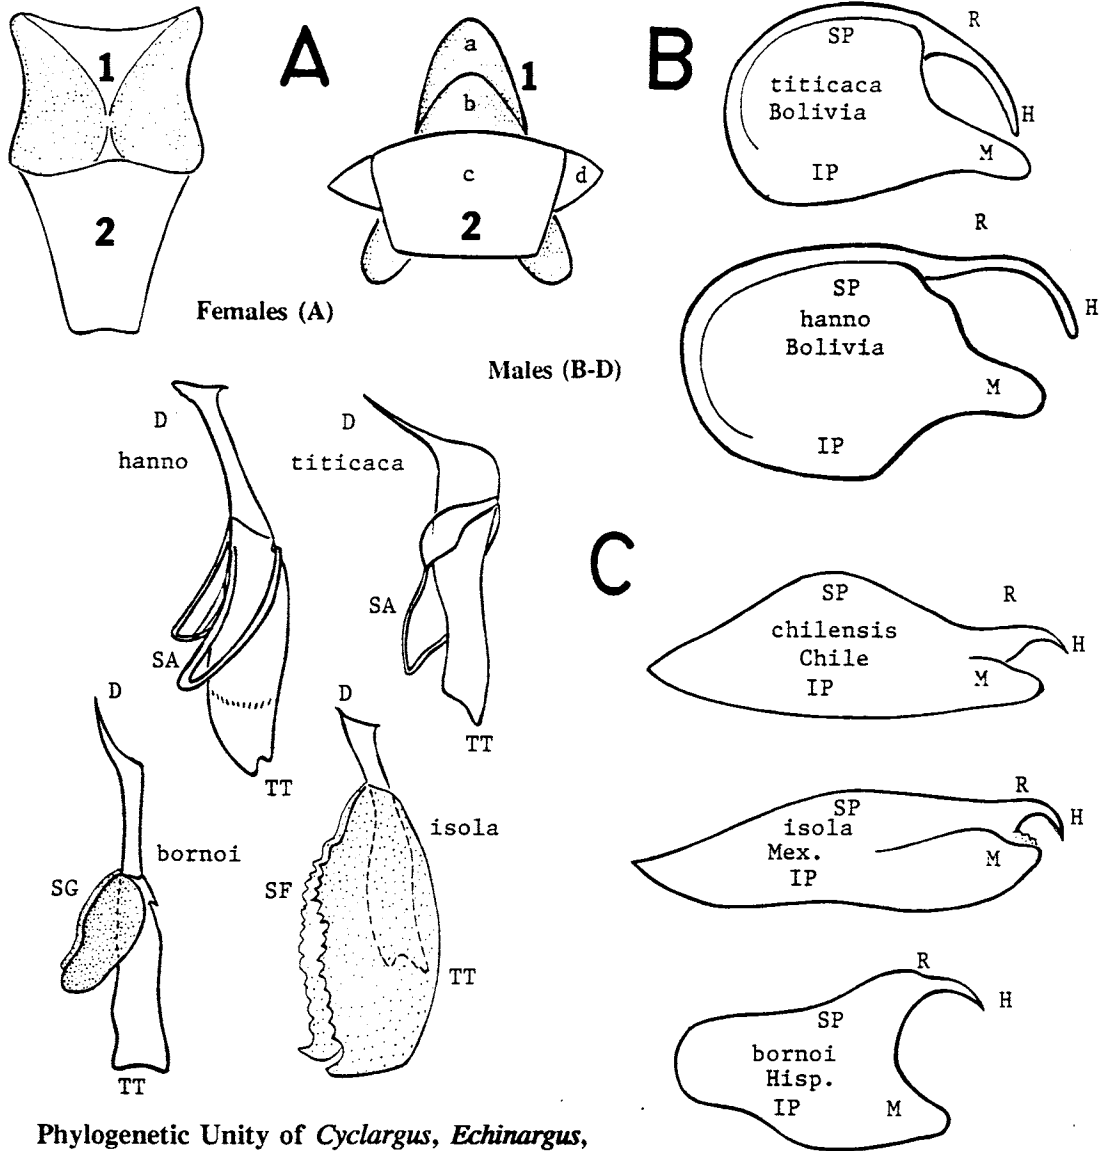 A
1
2
a
1
b
c
d
2
Females (A)
Males (B-D)
B
R
SP
titicaca
Bolivia
H
M
IP
R
SP
H
hanno
Bolivia
M
IP
D
hanno
SA
TT
D
titicaca
SA
TT
D
bornoi
SG
TT
D
isola
SF
TT
C
SP
R
chilensis
Chile
H
IP
M
R
SP
H
isola
Mex.
M
IP
R
H
SP
bornoi
Hisp.
IP
M
Phylogenetic Unity of Cyclargus, Echinargus,